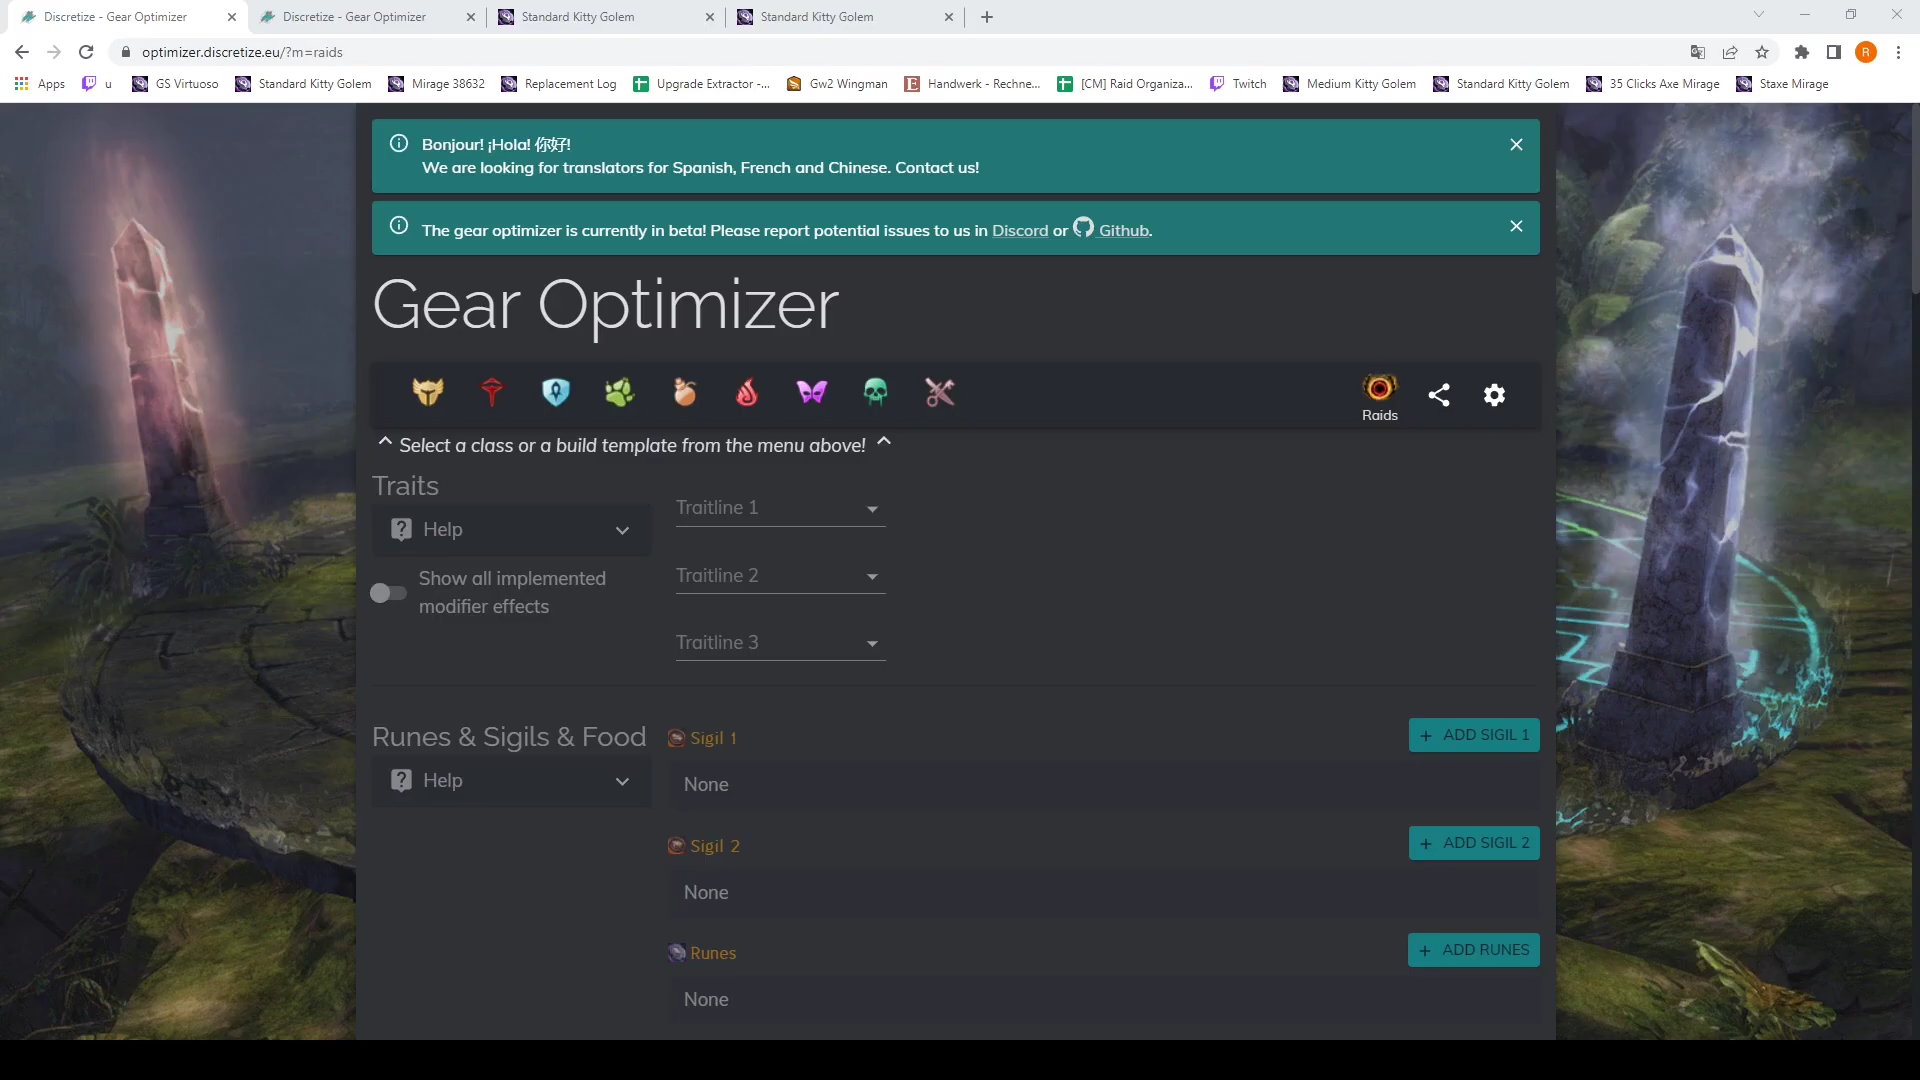 Discretize - Gear Optimizer
Discretize - Gear Optimizer
Standard Kitty Golem
Standard Kitty Golem
optimizer.discretize.eu/?m=raids
R
Apps
u
GS Virtuoso
Standard Kitty Golem
Mirage 38632
Replacement Log
Upgrade Extractor -...
Gw2 Wingman
Handwerk - Rechne...
[CM] Raid Organiza...
Twitch
Medium Kitty Golem
Standard Kitty Golem
35 Clicks Axe Mirage
Staxe Mirage
Bonjour! ¡Hola! 你好!
We are looking for translators for Spanish, French and Chinese. Contact us!
The gear optimizer is currently in beta! Please report potential issues to us in Discord or Github.
Gear Optimizer
Raids
Select a class or a build template from the menu above!
Traits
Help
Show all implemented
modifier effects
Traitline 1
Traitline 2
Traitline 3
Runes & Sigils & Food
Help
Sigil 1
+ ADD SIGIL 1
None
Sigil 2
+ ADD SIGIL 2
None
Runes
+ ADD RUNES
None